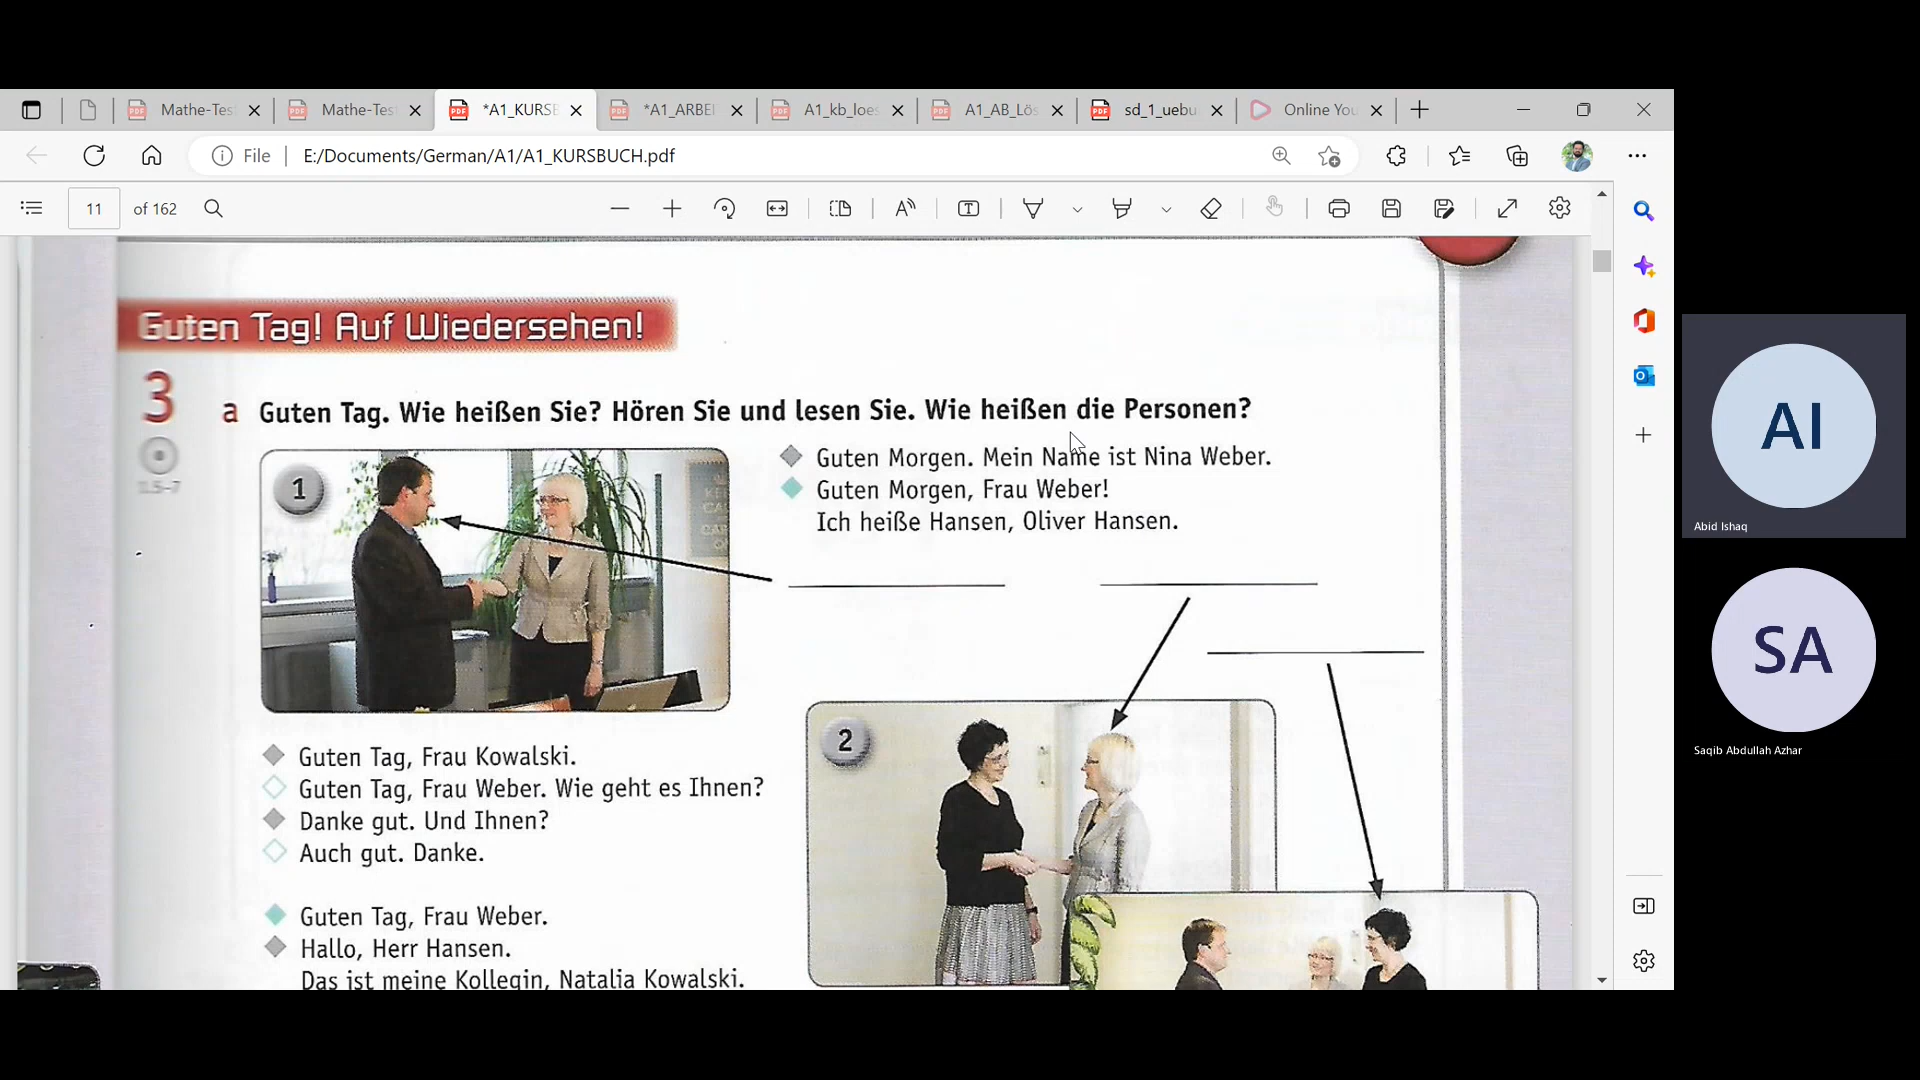 Mathe-Tes
Mathe-Tes
*A1_KURSB
*A1_ARBEI
A1_kb_loes
A1_AB_Lös
sd_1_uebu
Online You
File
E:/Documents/German/A1/A1_KURSBUCH.pdf
11 of 162
Guten Tag! Auf Wiedersehen!
3 a Guten Tag. Wie heißen Sie? Hören Sie und lesen Sie. Wie heißen die Personen?
1.5-7
1
Guten Morgen. Mein Name ist Nina Weber.
Guten Morgen, Frau Weber!
Ich heiße Hansen, Oliver Hansen.
2
Guten Tag, Frau Kowalski.
Guten Tag, Frau Weber. Wie geht es Ihnen?
Danke gut. Und Ihnen?
Auch gut. Danke.
Guten Tag, Frau Weber.
Hallo, Herr Hansen.
Das ist meine Kollegin, Natalia Kowalski.
AI
Abid Ishaq
SA
Saqib Abdullah Azhar